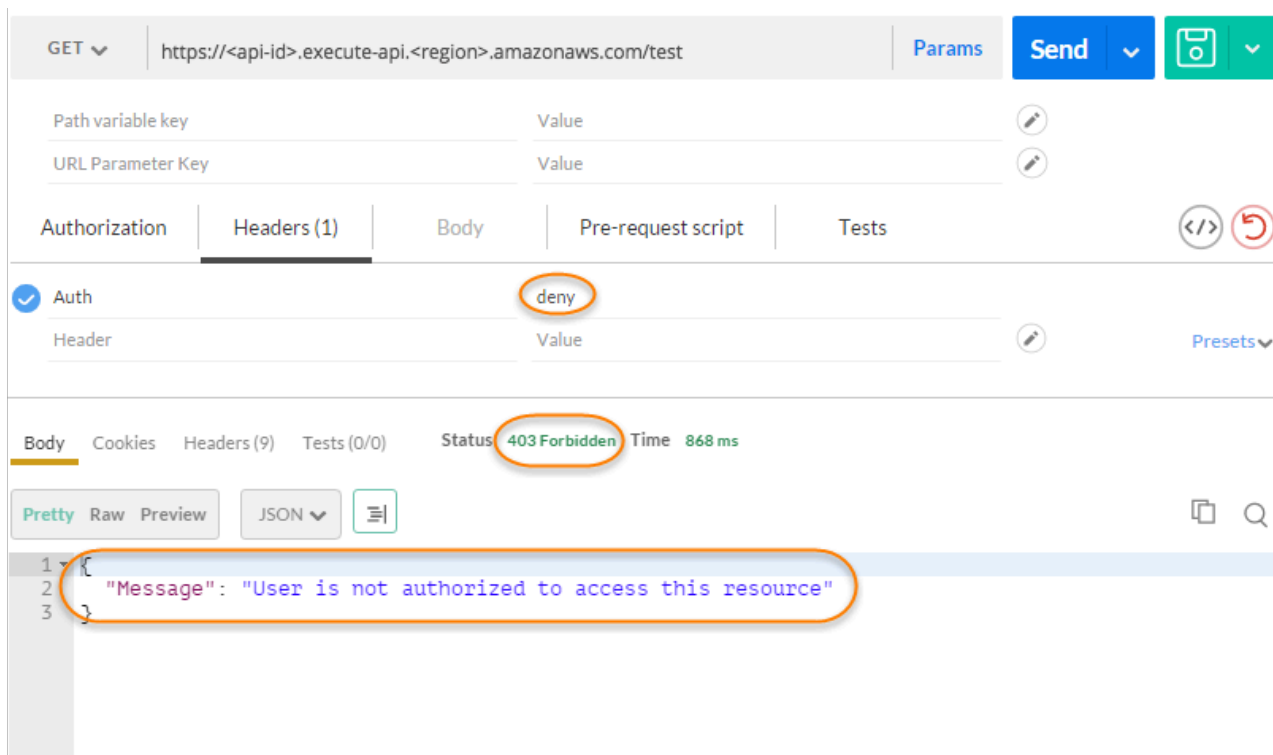 GET https://<api-id>.execute-api.<region>.amazonaws.com/test Params Send
Path variable key Value
URL Parameter Key Value
Authorization Headers (1) Body Pre-request script Tests </>
Auth deny
Header Value Presets
Body Cookies Headers (9) Tests (0/0) Status 403 Forbidden Time 868 ms
Pretty Raw Preview JSON
1 {
2 "Message": "User is not authorized to access this resource"
3 }